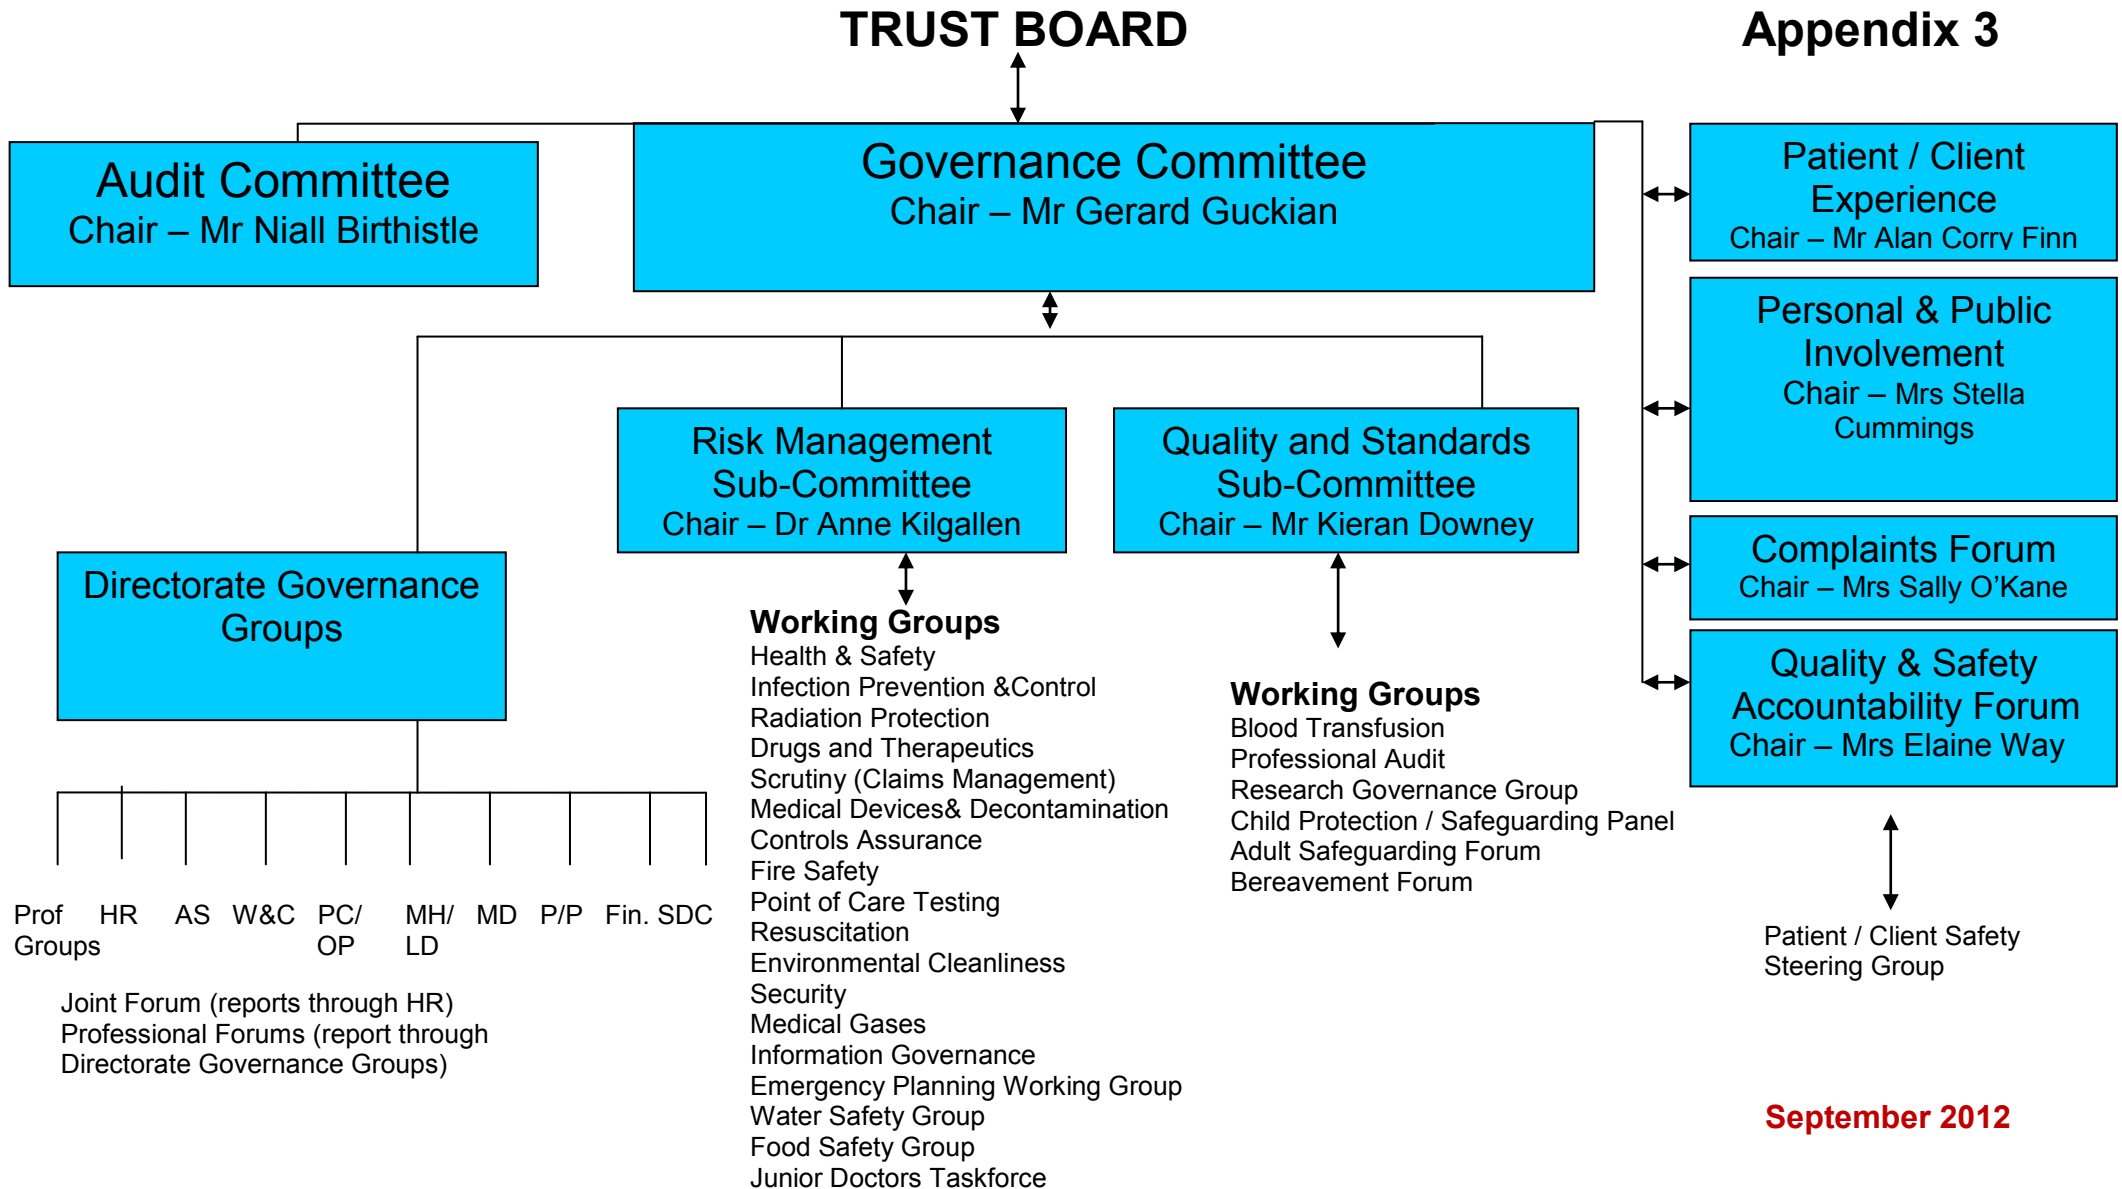 TRUST BOARD
Appendix 3
Audit Committee
Chair – Mr Niall Birthistle
Governance Committee
Chair – Mr Gerard Guckian
Patient / Client
Experience
Chair – Mr Alan Corry Finn
Personal & Public
Involvement
Chair – Mrs Stella
Cummings
Risk Management
Sub-Committee
Chair – Dr Anne Kilgallen
Quality and Standards
Sub-Committee
Chair – Mr Kieran Downey
Complaints Forum
Chair – Mrs Sally O’Kane
Directorate Governance
Groups
Quality & Safety
Accountability Forum
Chair – Mrs Elaine Way
Working Groups
Health & Safety
Infection Prevention &Control
Radiation Protection
Drugs and Therapeutics
Scrutiny (Claims Management)
Medical Devices& Decontamination
Controls Assurance
Fire Safety
Point of Care Testing
Resuscitation
Environmental Cleanliness
Security
Medical Gases
Information Governance
Emergency Planning Working Group
Water Safety Group
Food Safety Group
Junior Doctors Taskforce
Working Groups
Blood Transfusion
Professional Audit
Research Governance Group
Child Protection / Safeguarding Panel
Adult Safeguarding Forum
Bereavement Forum
Prof HR AS W&C PC/ MH/ MD P/P Fin. SDC
Groups OP LD
Joint Forum (reports through HR)
Professional Forums (report through
Directorate Governance Groups)
Patient / Client Safety
Steering Group
September 2012